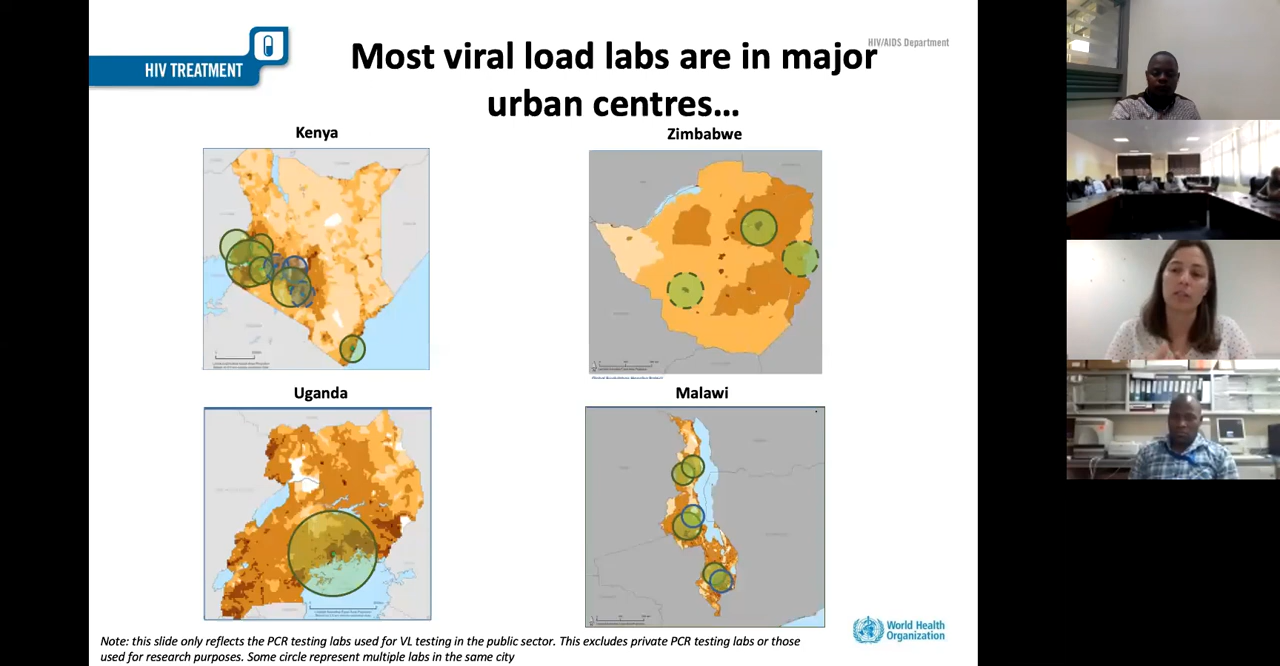 HIV/AIDS Department
HIV TREATMENT
Most viral load labs are in major
urban centres…
Kenya
Zimbabwe
Uganda
Malawi
Note: this slide only reflects the PCR testing labs used for VL testing in the public sector. This excludes private PCR testing labs or those
used for research purposes. Some circle represent multiple labs in the same city
World Health
Organization